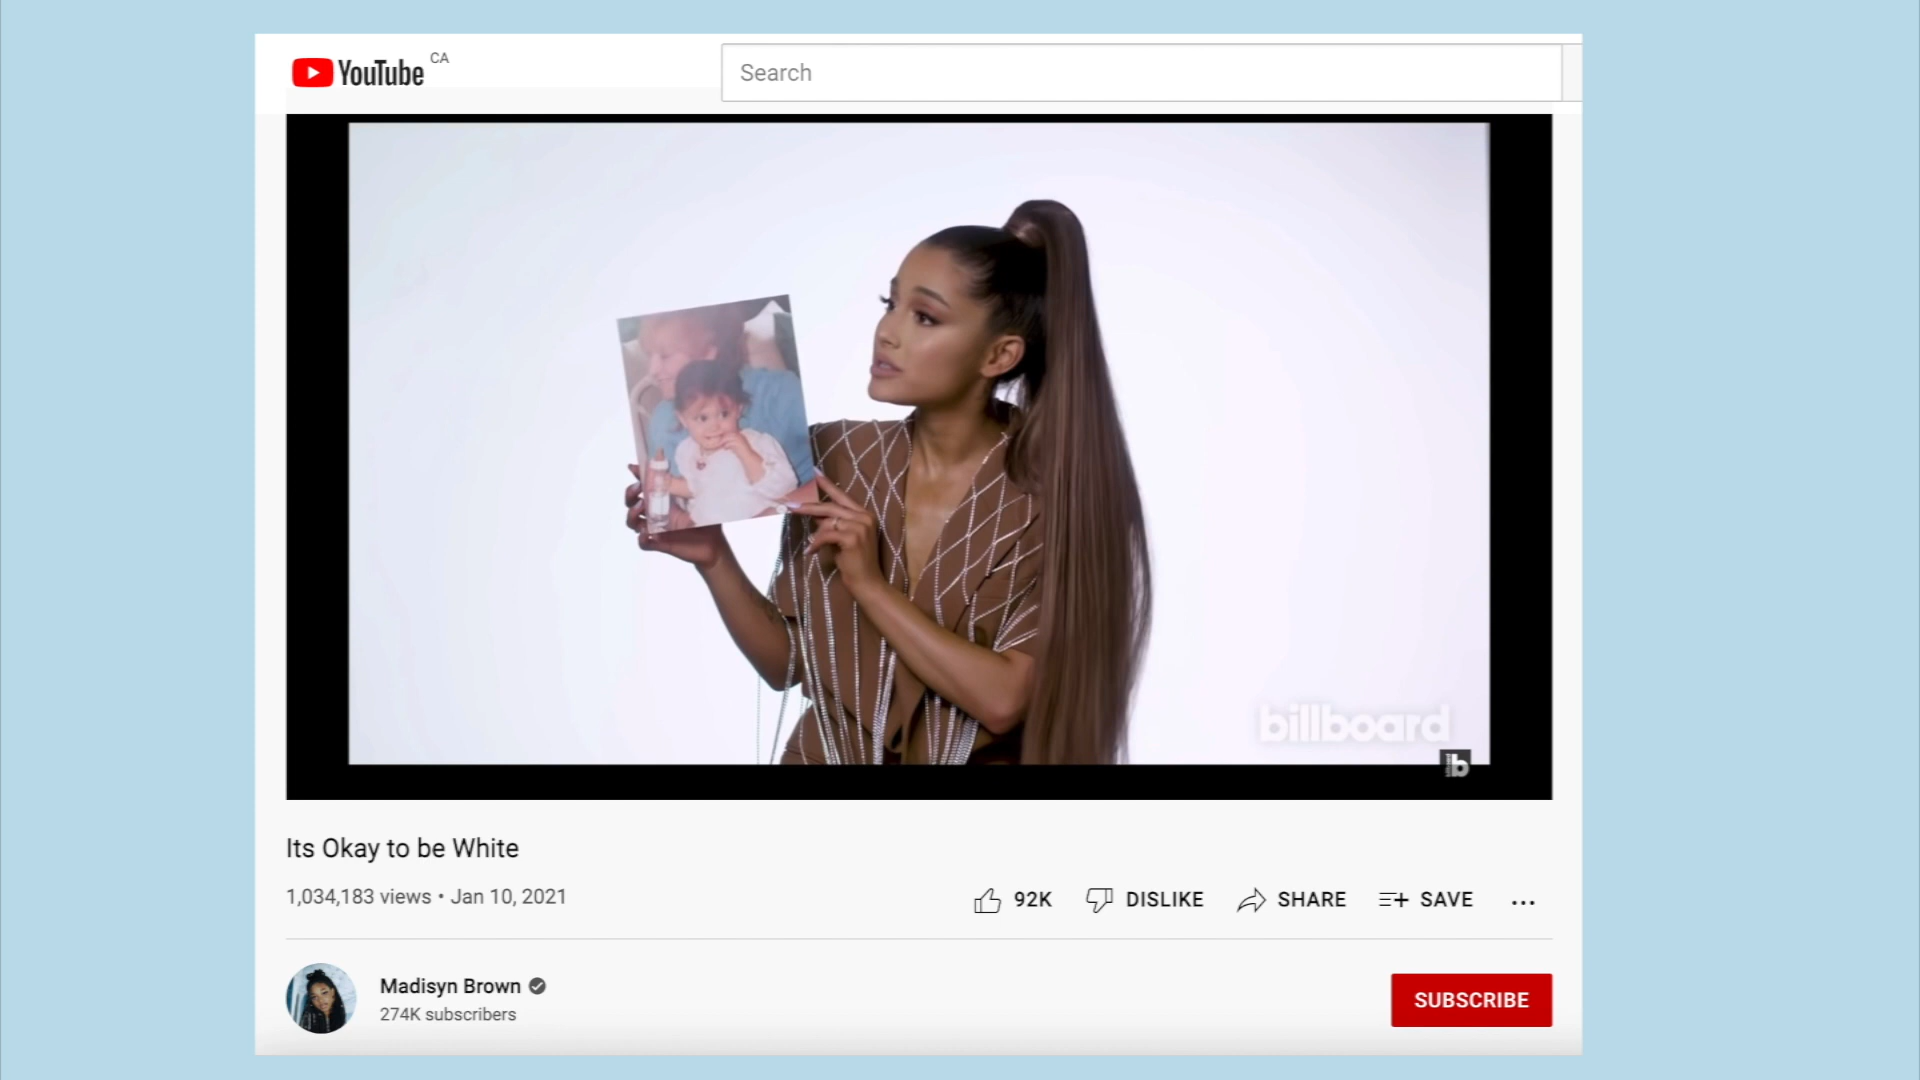 YouTube CA
Search
billboard
b
Its Okay to be White
1,034,183 views • Jan 10, 2021
92K DISLIKE SHARE SAVE ...
Madisyn Brown
274K subscribers
SUBSCRIBE